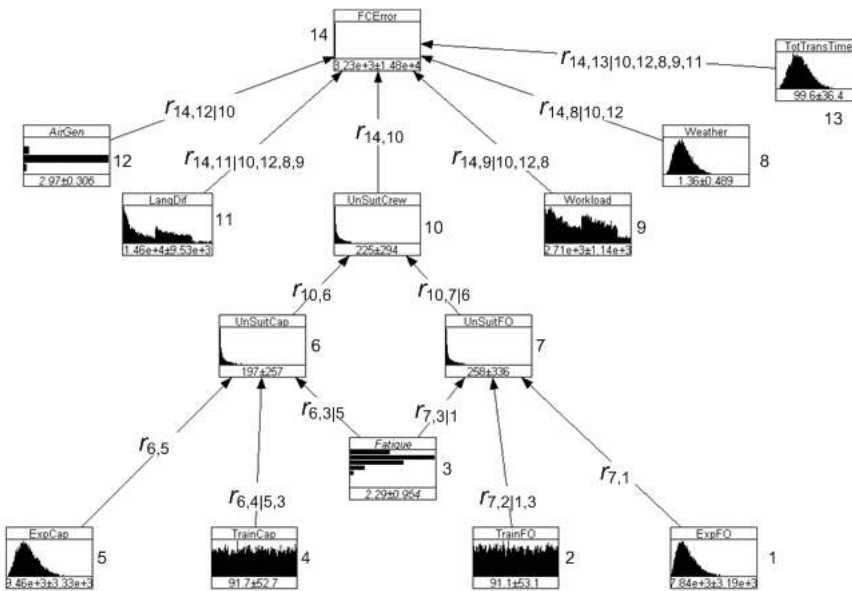 FCError
14
3.23e+3±1.48e+4
TotTransTime
99.6±36.4
13
r14,13|10,12,8,9,11
r14,12|10
r14,8|10,12
AirGen
2.97±0.306
12
r14,11|10,12,8,9
r14,10
r14,9|10,12,8
Weather
1.36±0.489
8
LangDif
1.46e+4±9.53e+3
11
UnSuitCrew
225±294
10
Workload
2.71e+3±1.14e+3
9
r10,6
r10,7|6
UnSuitCap
197±257
6
UnSuitFO
258±336
7
r6,5
r6,3|5
r7,3|1
r7,1
Fatique
2.29±0.954
3
r6,4|5,3
r7,2|1,3
ExpCap
9.46e+3±3.33e+3
5
TrainCap
91.7±52.7
4
TrainFO
91.1±53.1
2
ExpFO
7.84e+3±3.19e+3
1